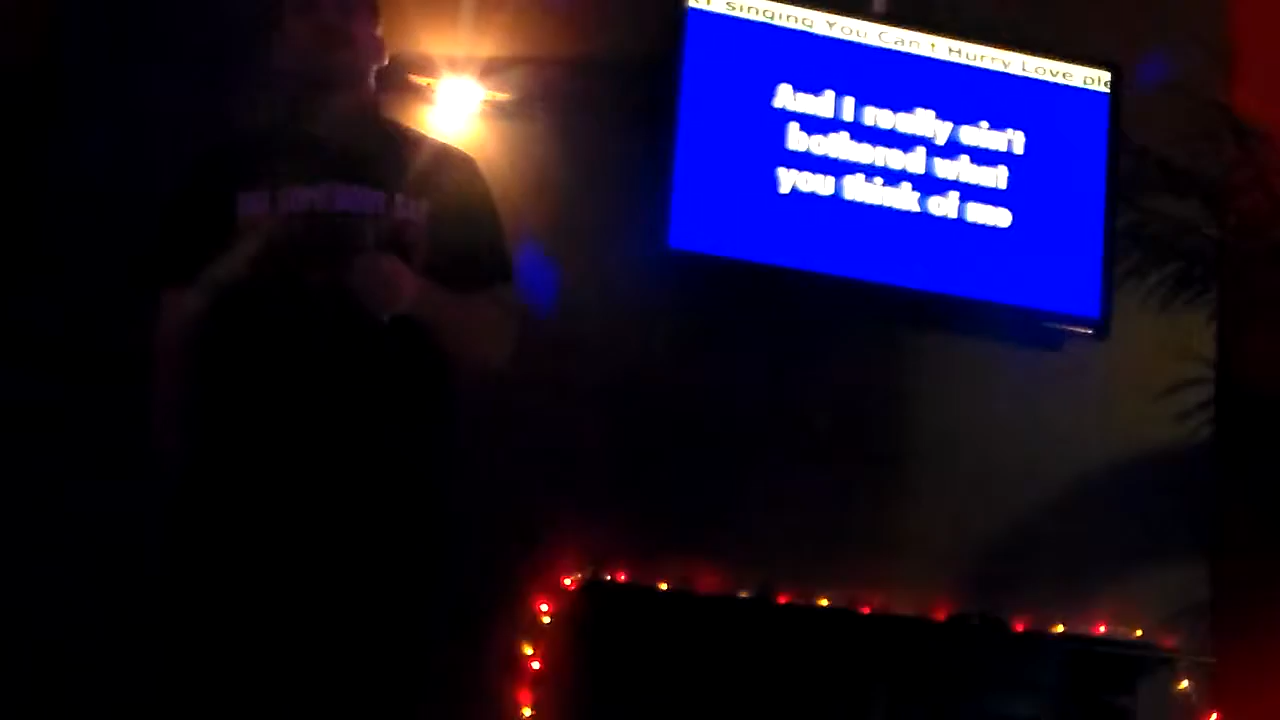 singing You Can't Hurry Love
And I really ain't
bothered what
you think of me